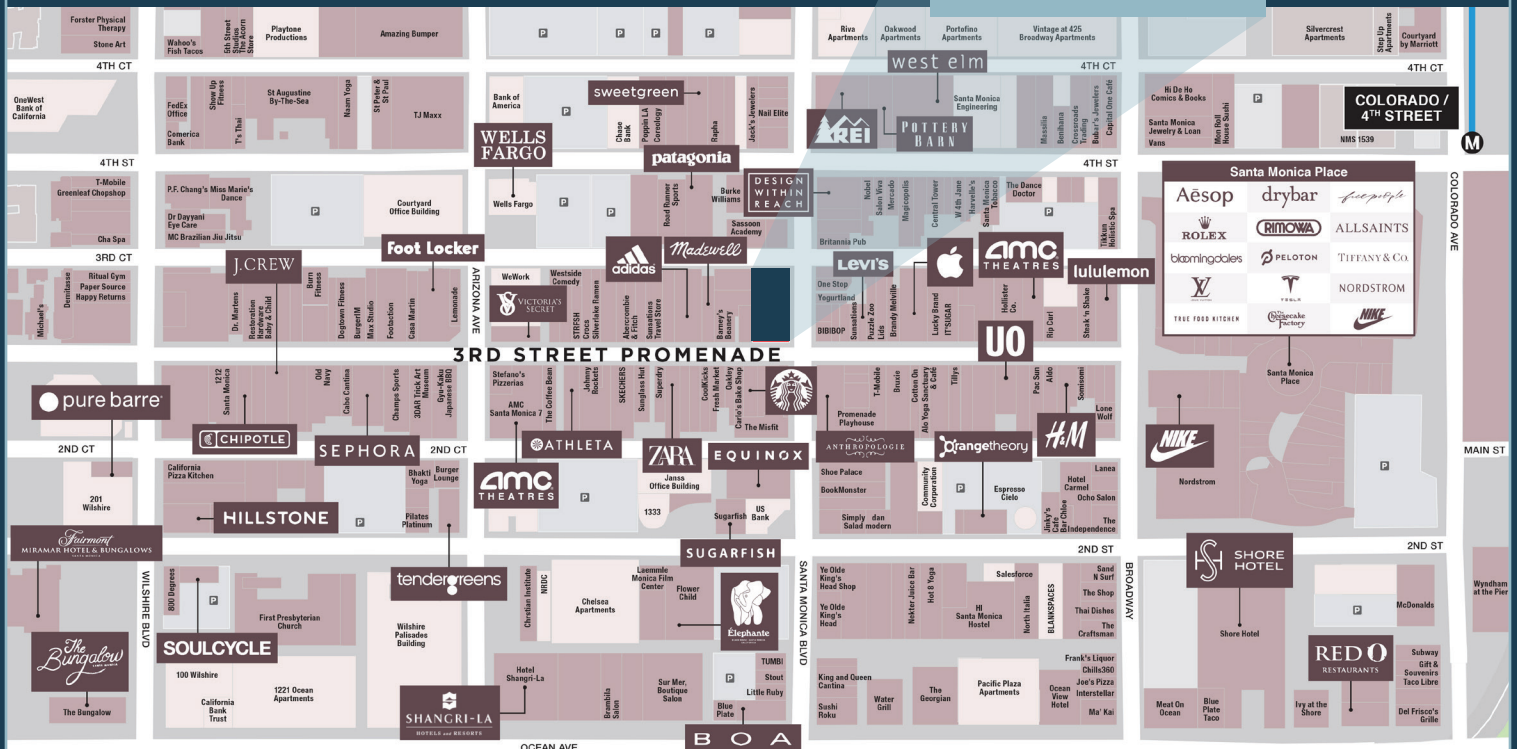 Forster Physical
Therapy
Stone Art
Wahoo's
Fish Tacos
5th Street
Studios
The Acorn
Store
Playtone
Productions
Amazing Bumper
P
P
P
P
Riva
Apartments
Oakwood
Apartments
Portofino
Apartments
Vintage at 425
Broadway Apartments
Silvercrest
Apartments
Step Up
Apartments
Courtyard
by Marriott
4TH CT
4TH CT
4TH CT
OneWest
Bank of
California
FedEx
Office
Show Up
Fitness
T's Thai
Comerica
Bank
St Augustine
By-The-Sea
Naam Yoga
St Peter &
St Paul
TJ Maxx
Bank of
America
P
sweetgreen
Chase
Bank
Poppin LA
Coreology
Rapha
Jeck's Jewelers
Nail Elite
WELLS
FARGO
patagonia
west elm
REI
POTTERY
BARN
Santa Monica
Engineering
Massilia
Benihana
Crossroads
Trading
Bubar's Jewelers
Capital One Café
Hi De Ho
Comics & Books
Santa Monica
Jewelry & Loan
Vans
Mon Roll
House Sushi
P
NMS 1539
COLORADO /
4TH STREET
M
4TH ST
4TH ST
T-Mobile
Greenleaf Chopshop
Cha Spa
P.F. Chang's
Miss Marie's
Dance
Dr Dayyani
Eye Care
MC Brazilian Jiu Jitsu
P
Courtyard
Office Building
Wells Fargo
P
Road Runner
Sports
Burke
Williams
Sassoon
Academy
DESIGN
WITHIN
REACH
Britannia Pub
Nobel
Salon Viva
Mercado
Magicopolis
Central Tower
W 4th Jane
Harvelle's
Santa Monica
Tobacco
The Dance
Doctor
Tikkun
Holistic Spa
Santa Monica Place
Aēsop
drybar
free people
ROLEX
RIMOWA
ALLSAINTS
bloomingdales
PELOTON
TIFFANY & CO.
LV
TESLA
NORDSTROM
TRUE FOOD KITCHEN
The
Cheesecake
Factory
NIKE
COLORADO AVE
3RD CT
3RD CT
Michael's
Demitasse
Ritual Gym
Paper Source
Happy Returns
J.CREW
foot Locker
Dr. Martens
Restoration
Hardware
Baby & Child
Burn
Fitness
Dogtown Fitness
BurgerIM
Max Studio
Footaction
Casa Martin
Lemonade
ARIZONA AVE
WeWork
VICTORIA'S
SECRET
Westside
Comedy
STRPSH
Crocs
Silverlake Ramen
Abercrombie
& Fitch
Sunsations
Travel Store
adidas
Madewell
Barney's
Beanery
LEVI'S
One Stop
Yogurtland
BIBIBOP
Sunsations
Puzzle Zoo
Lids
Brandy Melville
Lucky Brand
IT'SUGAR
amc
THEATRES
Hollister
Co.
Rip Curl
lululemon
Steak 'n Shake
3RD STREET PROMENADE
UO
pure barre
1212
Santa Monica
CHIPOTLE
Old
Navy
Cabo Cantina
SEPHORA
Champs Sports
3DAR Trick Art
Museum
Gyu-Kaku
Japanese BBQ
Stefano's
Pizzerias
AMC
Santa Monica 7
The Coffee Bean
Johnny
Rockets
ATHLETA
SKECHERS
Sunglass Hut
Superdry
ZARA
CoolKicks
Fresh Market
Oakley
Carlo's Bake Shop
The Misfit
Promenade
Playhouse
ANTHROPOLOGIE
T-Mobile
Bruxie
Cotten On
Alo Yoga Sanctuary
& Café
Tillys
Orangetheory
Pac Sun
Aldo
H&M
Somisomi
Lone
Wolf
Santa Monica
Place
NIKE
Nordstrom
P
2ND CT
2ND CT
MAIN ST
201
Wilshire
California
Pizza Kitchen
HILLSTONE
P
Bhakti
Yoga
Burger
Lounge
Pilates
Platinum
amc
THEATRES
P
Janss
Office Building
1333
EQUINOX
Sugarfish
US
Bank
SUGARFISH
Shoe Palace
BookMonster
Simply dan
Salad modern
Community
Corporation
P
Espresso
Cielo
Hotel
Carmel
Lanea
Ocho Salon
Jinky's
Cafe
Bar Chloe
The
Independence
2ND ST
2ND ST
Fairmont
MIRAMAR HOTEL & BUNGALOWS
SANTA MONICA
WILSHIRE BLVD
800 Degrees
P
First Presbyterian
Church
SOULCYCLE
Wilshire
Palisades
Building
tendergreens
Christian Institute
NRDC
Chelsea
Apartments
Laemmle
Monica Film
Center
Flower
Child
Élephante
SANTA MONICA BLVD
Ye Olde
King's
Head Shop
Ye Olde
King's
Head
Nekter Juice Bar
Hot 8 Yoga
HI
Santa Monica
Hostel
Salesforce
North Italia
BLANKSPACES
Sand
N Surf
The Shop
Thai Dishes
The
Craftsman
BROADWAY
SHORE
HOTEL
Shore Hotel
P
McDonalds
Wyndham
at the Pier
The
Bungalow
The Bungalow
100 Wilshire
California
Bank
Trust
1221 Ocean
Apartments
SHANGRI-LA
HOTELS and RESORTS
Hotel
Shangri-La
Brambila
Salon
Sur Mer,
Boutique
Salon
P
TUMBI
Stout
Little Ruby
Blue
Plate
BOA
King and Queen
Cantina
Sushi
Roku
Water
Grill
The
Georgian
Pacific Plaza
Apartments
Ocean
View
Hotel
Frank's Liquor
Chills360
Joe's Pizza
Interstellar
Ma' Kai
Meat On
Ocean
Blue
Plate
Taco
Ivy at the
Shore
RED O
RESTAURANTS
Subway
Gift &
Souvenirs
Taco Libre
Del Frisco's
Grille
OCEAN AVE